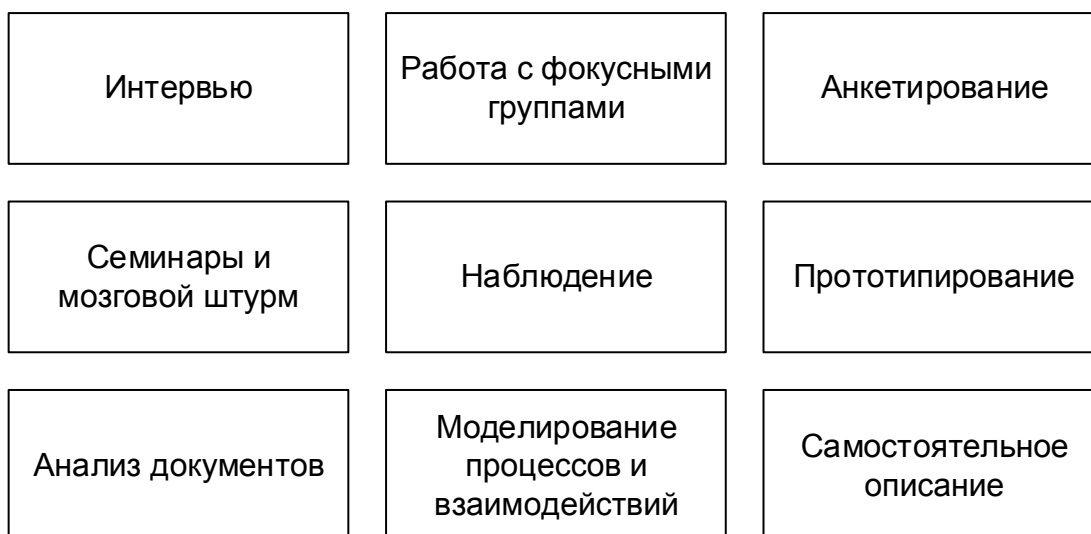 Интервью
Работа с фокусными
группами
Анкетирование
Семинары и
мозговой штурм
Наблюдение
Прототипирование
Анализ документов
Моделирование
процессов и
взаимодействий
Самостоятельное
описание